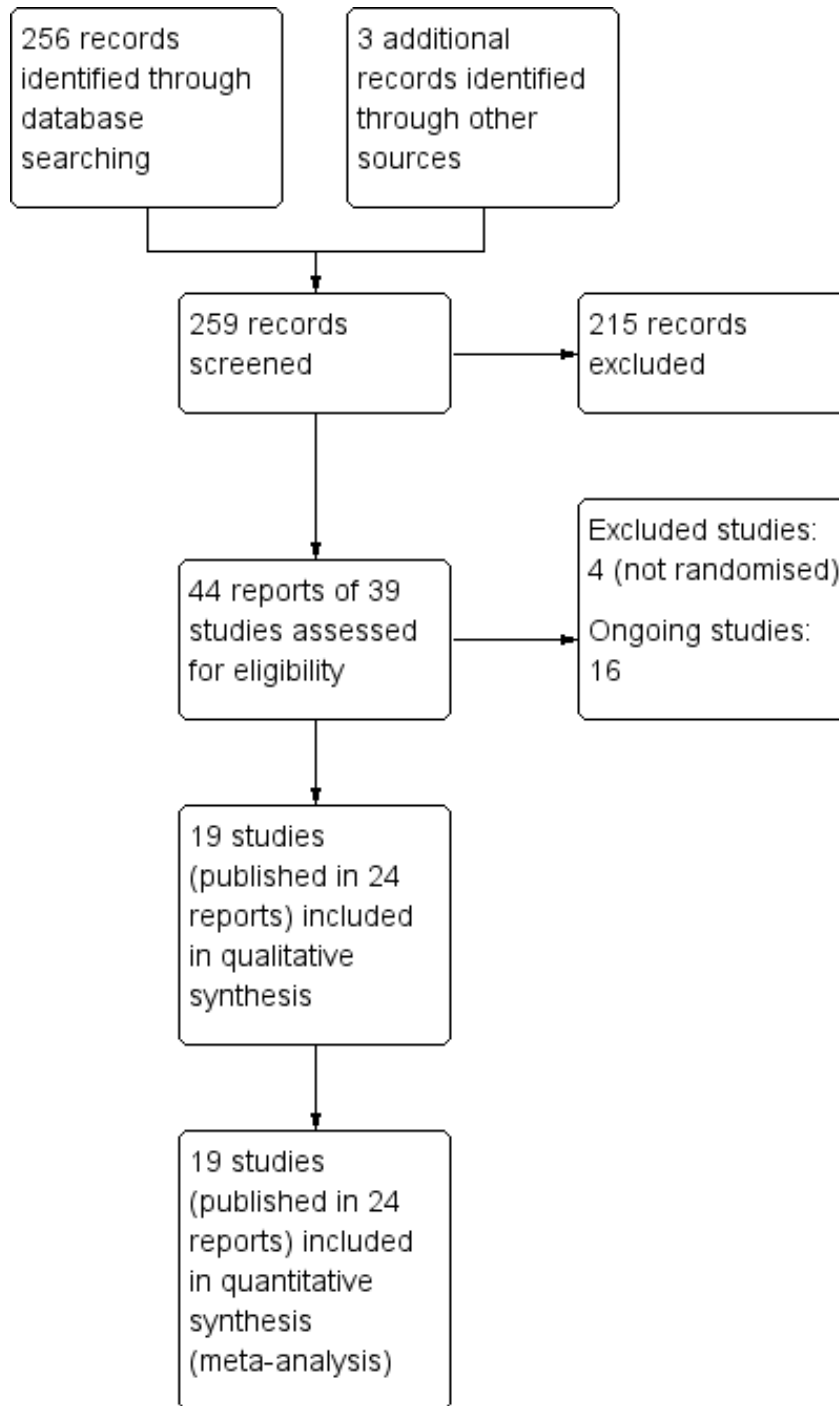 256 records
identified through
database
searching
3 additional
records identified
through other
sources
259 records
screened
215 records
excluded
44 reports of 39
studies assessed
for eligibility
Excluded studies:
4 (not randomised)
Ongoing studies:
16
19 studies
(published in 24
reports) included
in qualitative
synthesis
19 studies
(published in 24
reports) included
in quantitative
synthesis
(meta-analysis)